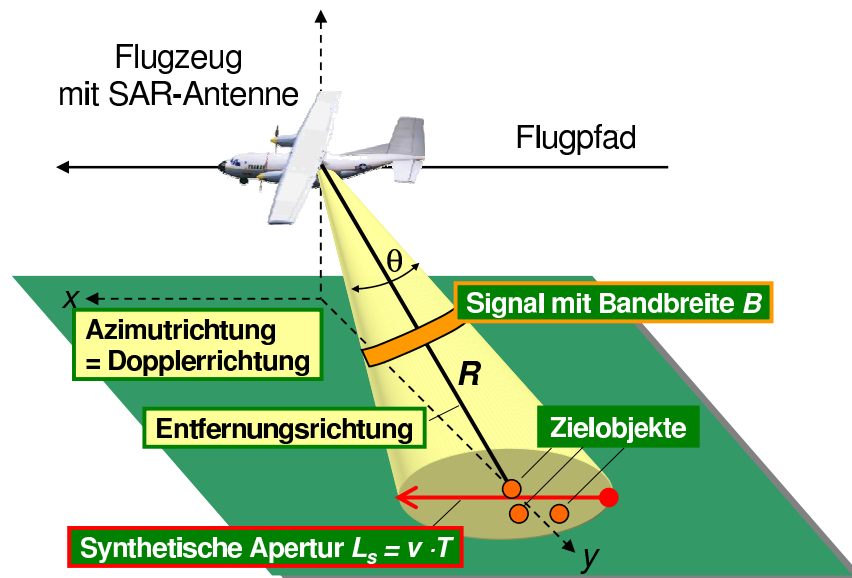 Flugzeug
mit SAR-Antenne
Flugpfad
θ
x
Signal mit Bandbreite B
Azimutrichtung
= Dopplerrichtung
R
Entfernungsrichtung
Zielobjekte
Synthetische Apertur Ls = v · T
y